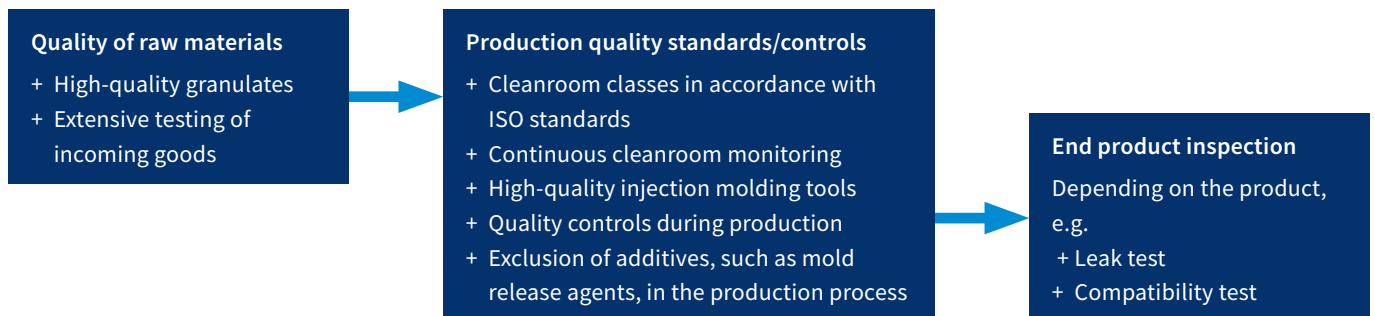 Quality of raw materials
+ High-quality granulates
+ Extensive testing of
incoming goods
Production quality standards/controls
+ Cleanroom classes in accordance with
ISO standards
+ Continuous cleanroom monitoring
+ High-quality injection molding tools
+ Quality controls during production
+ Exclusion of additives, such as mold
release agents, in the production process
End product inspection
Depending on the product,
e.g.
+ Leak test
+ Compatibility test